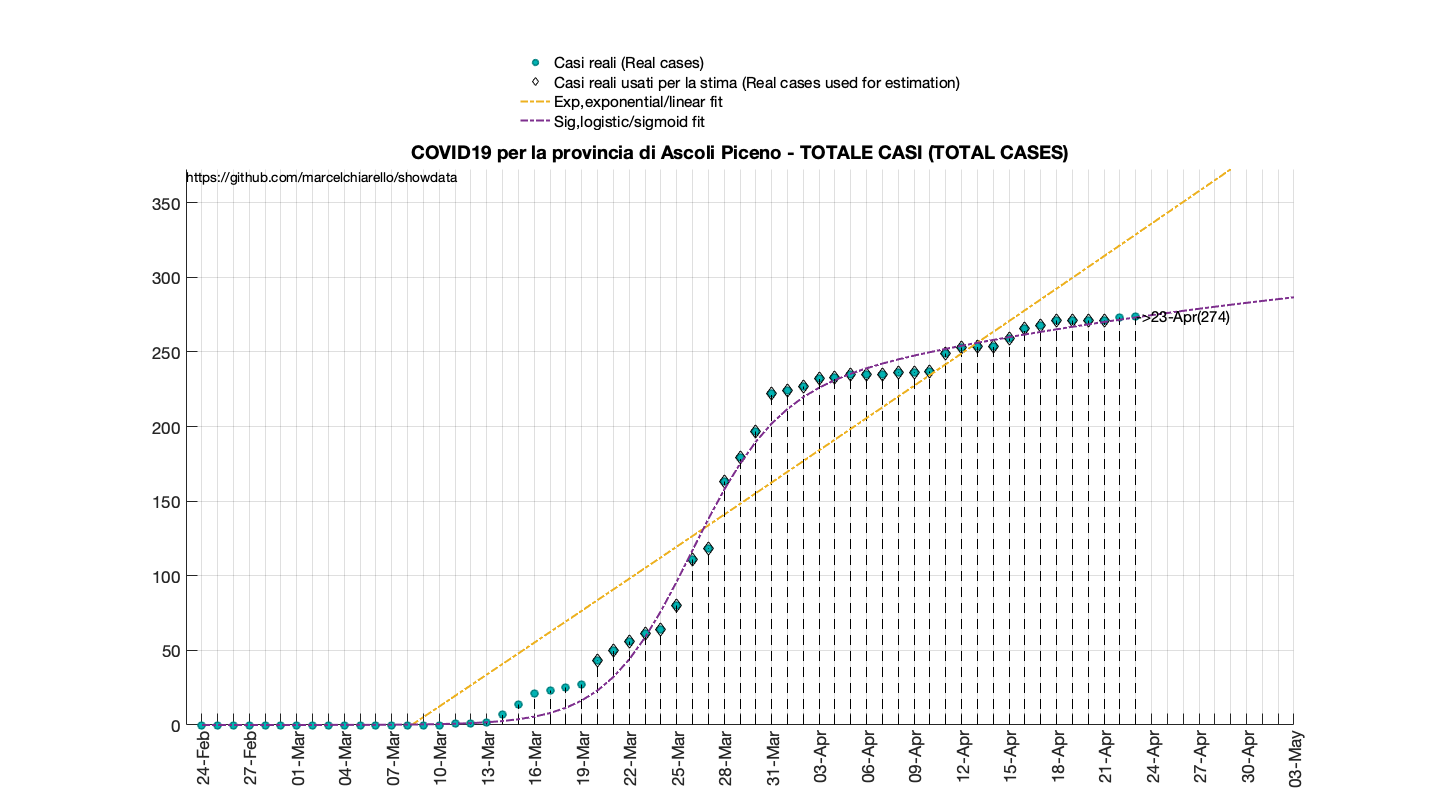 Casi reali (Real cases)
Casi reali usati per la stima (Real cases used for estimation)
Exp,exponential/linear fit
Sig,logistic/sigmoid fit
COVID19 per la provincia di Ascoli Piceno - TOTALE CASI (TOTAL CASES)
https://github.com/marcelchiarello/showdata
350
300
250
200
150
100
50
0
->23-Apr(274)
24-Feb
27-Feb
01-Mar
04-Mar
07-Mar
10-Mar
13-Mar
16-Mar
19-Mar
22-Mar
25-Mar
28-Mar
31-Mar
03-Apr
06-Apr
09-Apr
12-Apr
15-Apr
18-Apr
21-Apr
24-Apr
27-Apr
30-Apr
03-May